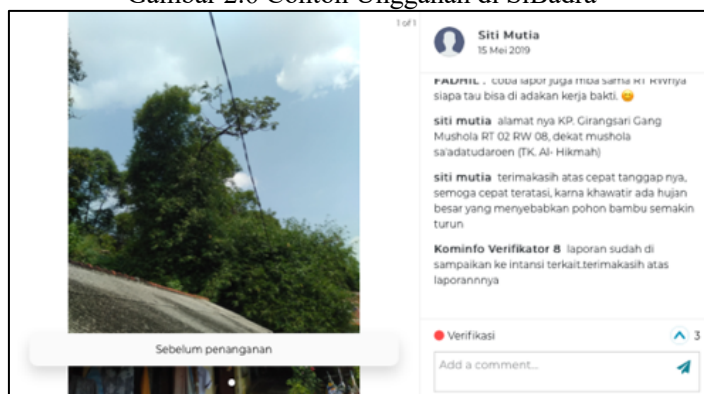 Gambar 2.6 Contoh Unggahan di SiBadra
1 of 1
Siti Mutia
15 Mei 2019
FADHIL , coba lapor juga mba sama RT RWnya
siapa tau bisa di adakan kerja bakti. 😊
siti mutia alamat nya KP. Girangsari Gang
Mushola RT 02 RW 08, dekat mushola
sa'adatudaroen (TK. Al- Hikmah)
siti mutia terimakasih atas cepat tanggap nya,
semoga cepat teratasi, karna khawatir ada hujan
besar yang menyebabkan pohon bambu semakin
turun
Kominfo Verifikator 8 laporan sudah di
sampaikan ke intansi terkait.terimakasih atas
laporannnya
Sebelum penanganan
Verifikasi
3
Add a comment...